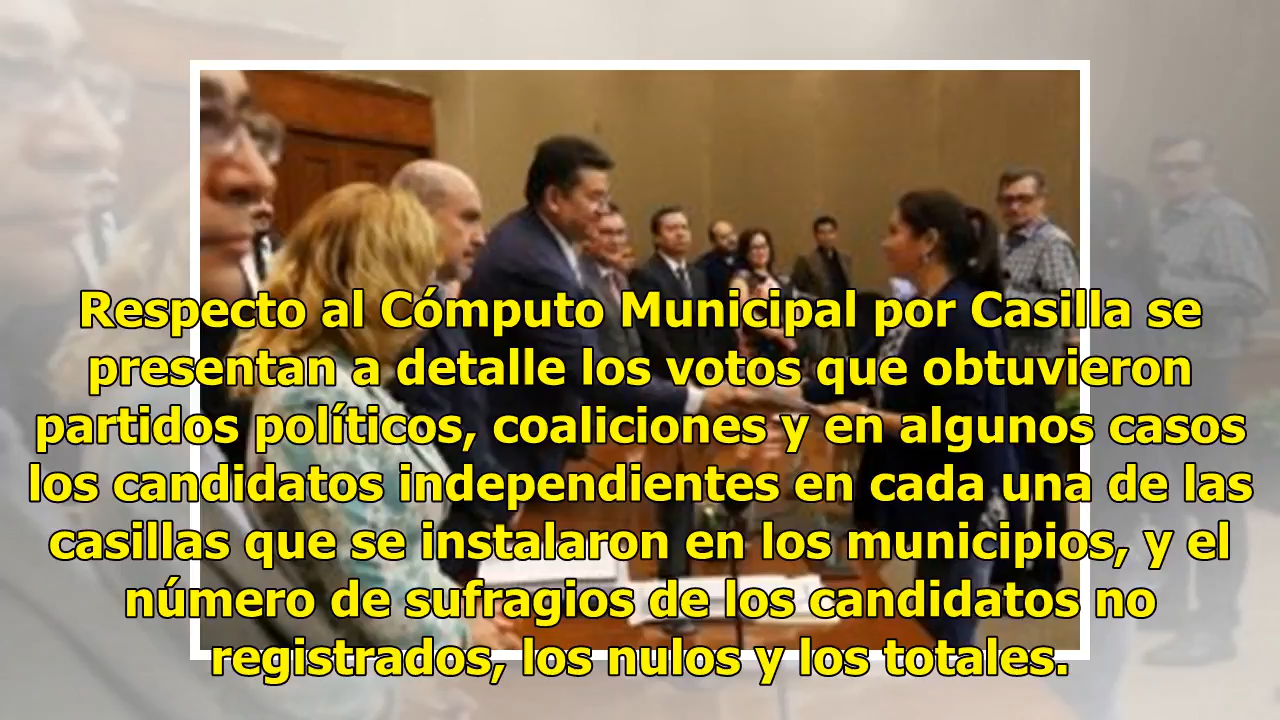 Respecto al Cómputo Municipal por Casilla se
presentan a detalle los votos que obtuvieron
partidos políticos, coaliciones y en algunos casos
los candidatos independientes en cada una de las
casillas que se instalaron en los municipios, y el
número de sufragios de los candidatos no
registrados, los nulos y los totales.